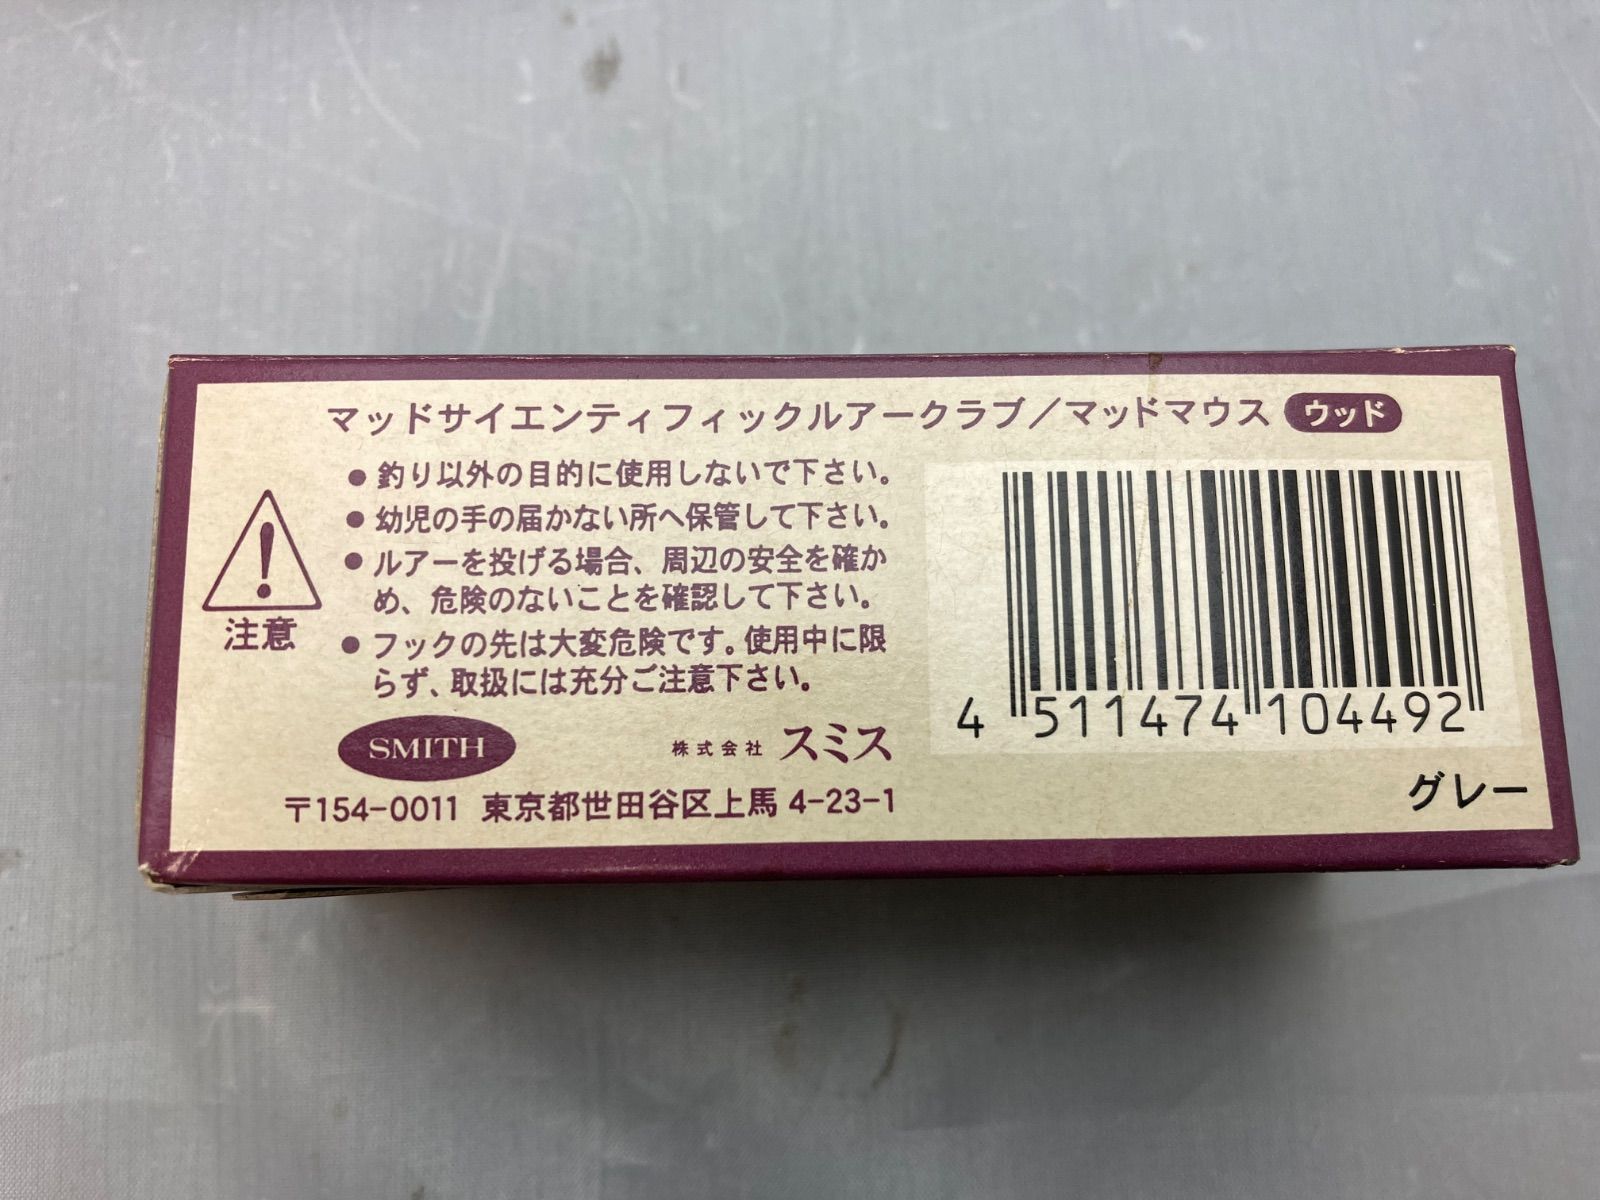 マッドサイエンティフィックルアークラブ／マッドマウス ウッド
● 釣り以外の目的に使用しないで下さい。
● 幼児の手の届かない所へ保管して下さい。
● ルアーを投げる場合、周辺の安全を確か
め、危険のないことを確認して下さい。
● フックの先は大変危険です。使用中に限
らず、取扱には充分ご注意下さい。
注意
SMITH 株式会社 スミス
〒154-0011 東京都世田谷区上馬 4-23-1
4 511474 104492
グレー